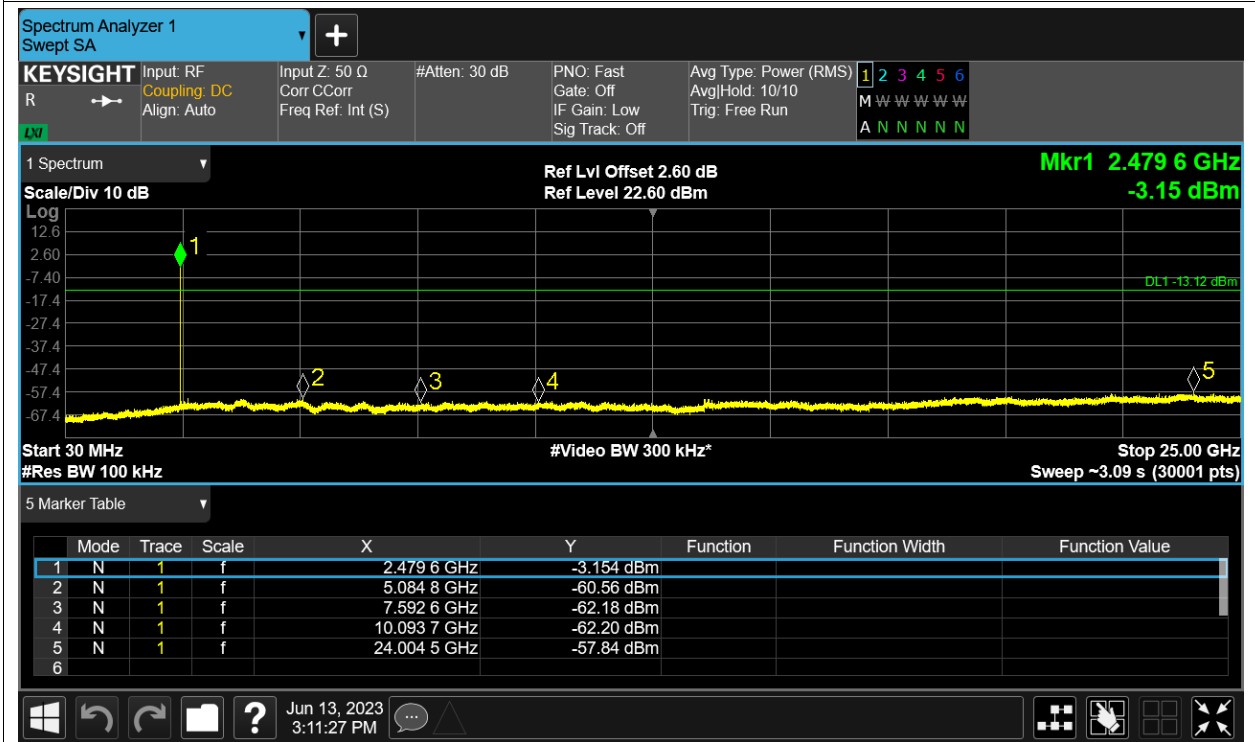 Spectrum Analyzer 1
Swept SA
+
KEYSIGHT
R
LXI
Input: RF
Coupling: DC
Align: Auto
Input Z: 50 Ω
Corr CCorr
Freq Ref: Int (S)
#Atten: 30 dB
PNO: Fast
Gate: Off
IF Gain: Low
Sig Track: Off
Avg Type: Power (RMS)
Avg|Hold: 10/10
Trig: Free Run
1 2 3 4 5 6
M W W W W W
A N N N N N
1 Spectrum
Scale/Div 10 dB
Ref Lvl Offset 2.60 dB
Ref Level 22.60 dBm
Mkr1 2.479 6 GHz
-3.15 dBm
Log
12.6
2.60
-7.40
-17.4
-27.4
-37.4
-47.4
-57.4
-67.4
1
2
3
4
5
DL1 -13.12 dBm
Start 30 MHz
#Video BW 300 kHz*
Stop 25.00 GHz
#Res BW 100 kHz
Sweep ~3.09 s (30001 pts)
5 Marker Table
Mode Trace Scale X Y Function Function Width Function Value
1 N 1 f 2.479 6 GHz -3.154 dBm
2 N 1 f 5.084 8 GHz -60.56 dBm
3 N 1 f 7.592 6 GHz -62.18 dBm
4 N 1 f 10.093 7 GHz -62.20 dBm
5 N 1 f 24.004 5 GHz -57.84 dBm
6
?
Jun 13, 2023
3:11:27 PM